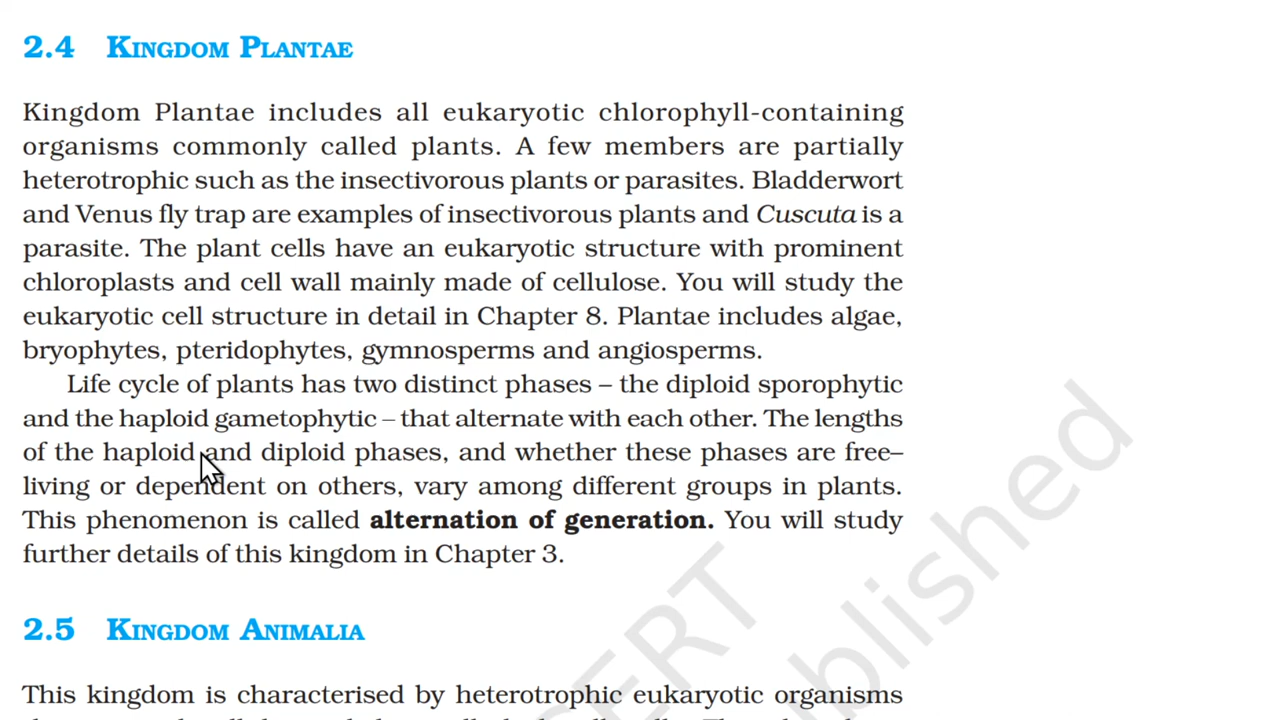 2.4 Kingdom Plantae
Kingdom Plantae includes all eukaryotic chlorophyll-containing
organisms commonly called plants. A few members are partially
heterotrophic such as the insectivorous plants or parasites. Bladderwort
and Venus fly trap are examples of insectivorous plants and Cuscuta is a
parasite. The plant cells have an eukaryotic structure with prominent
chloroplasts and cell wall mainly made of cellulose. You will study the
eukaryotic cell structure in detail in Chapter 8. Plantae includes algae,
bryophytes, pteridophytes, gymnosperms and angiosperms.
Life cycle of plants has two distinct phases – the diploid sporophytic
and the haploid gametophytic – that alternate with each other. The lengths
of the haploid and diploid phases, and whether these phases are free–
living or dependent on others, vary among different groups in plants.
This phenomenon is called alternation of generation. You will study
further details of this kingdom in Chapter 3.
2.5 Kingdom Animalia
This kingdom is characterised by heterotrophic eukaryotic organisms